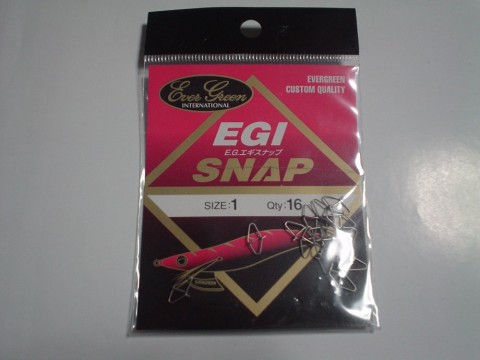 Ever Green
INTERNATIONAL
EVERGREEN
CUSTOM QUALITY
EGI
E.G.エギスナップ
SNAP
SIZE:1 Qty:16